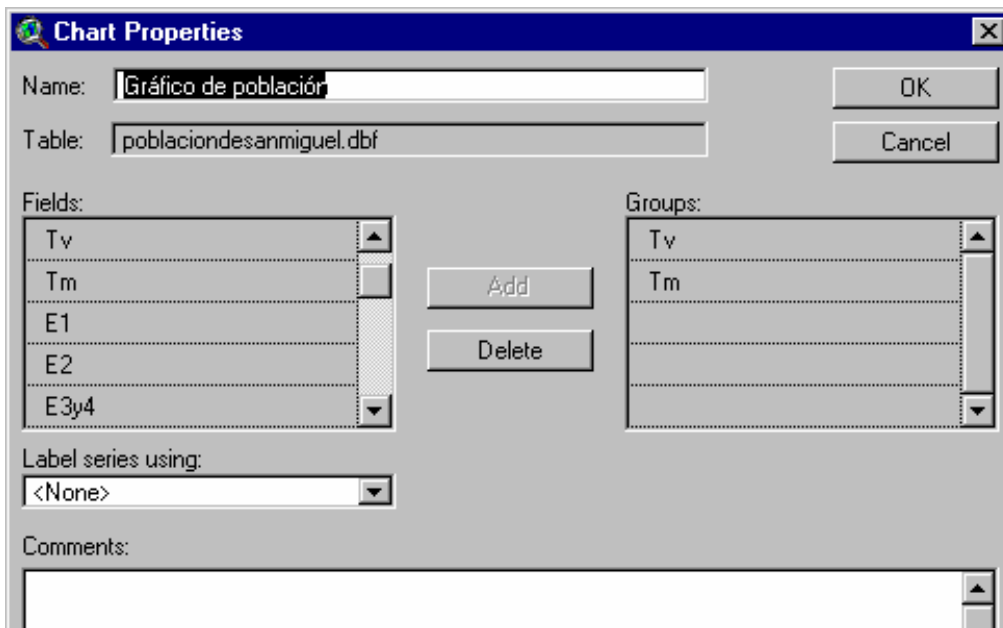 Chart Properties
Name: Gráfico de población
OK
Table: poblaciondesanmiguel.dbf
Cancel
Fields:
Tv
Tm
E1
E2
E3y4
Add
Delete
Groups:
Tv
Tm
Label series using:
<None>
Comments: